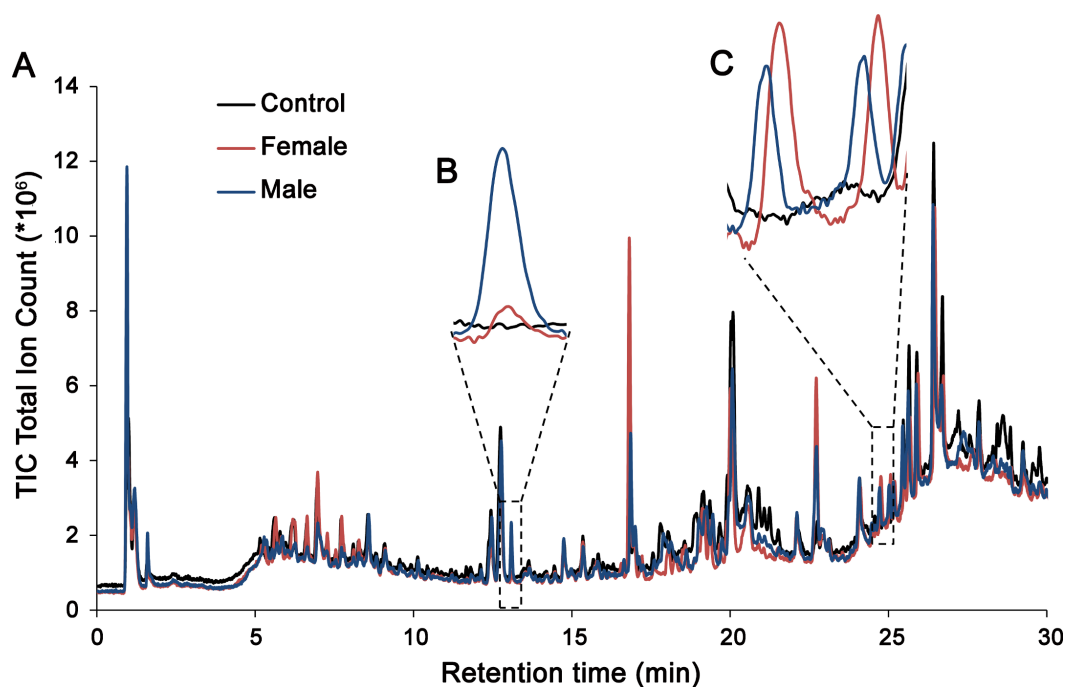 A
B
C
Control
Female
Male
TIC Total Ion Count (*10⁶)
14
12
10
8
6
4
2
0
0 5 10 15 20 25 30
Retention time (min)